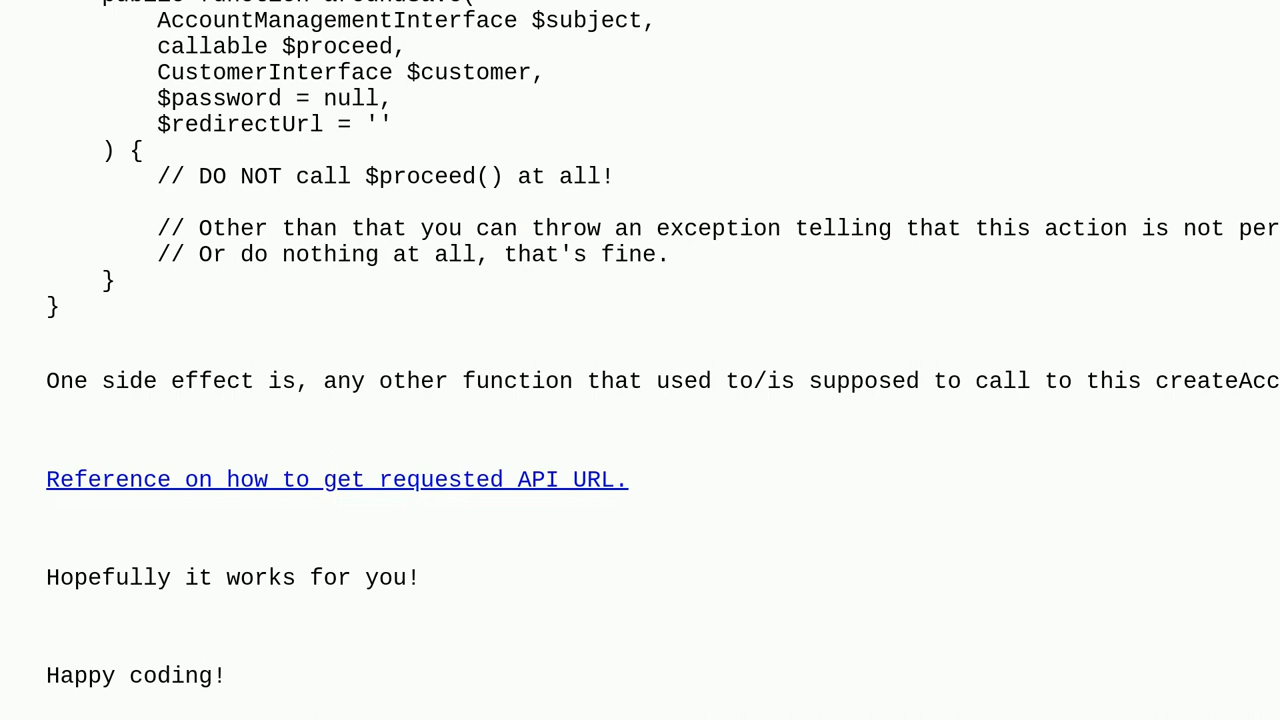 AccountManagementInterface $subject,
callable $proceed,
CustomerInterface $customer,
$password = null,
$redirectUrl = ''
) {
// DO NOT call $proceed() at all!
// Other than that you can throw an exception telling that this action is not per
// Or do nothing at all, that's fine.
}
}
One side effect is, any other function that used to/is supposed to call to this createAcc
Reference on how to get requested API URL.
Hopefully it works for you!
Happy coding!